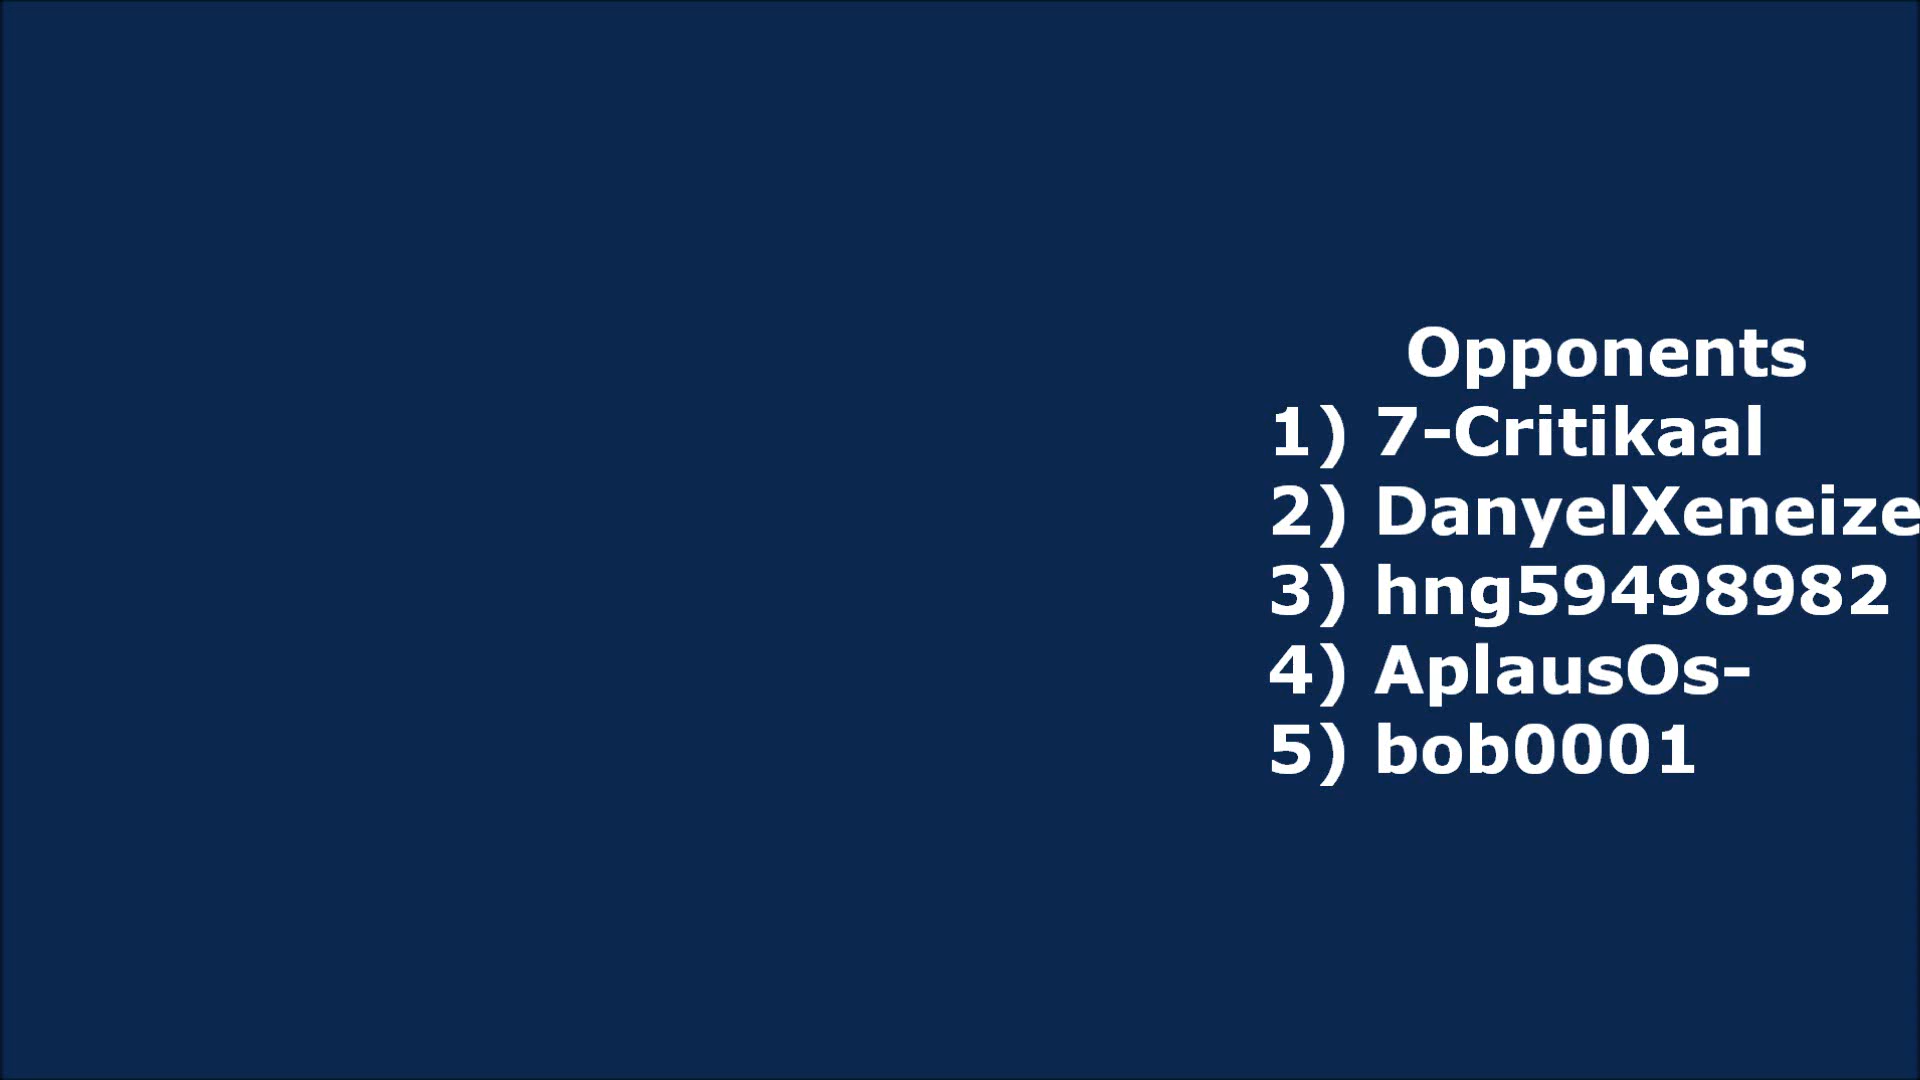 Opponents
1) 7-Critikaal
2) DanyelXeneize
3) hng59498982
4) AplausOs-
5) bob0001